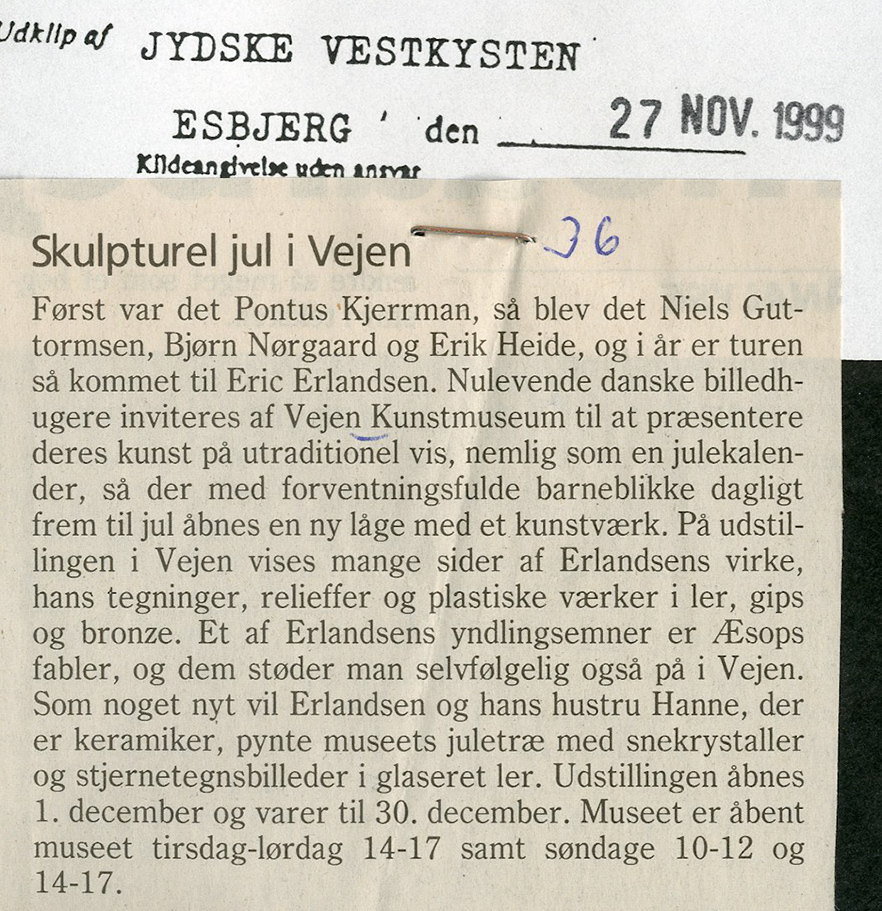 Udklip af JYDSKE VESTKYSTEN
ESBJERG ' den 27 NOV. 1999
Kildeangivelse uden ansvar
36
Skulpturel jul i Vejen
Først var det Pontus Kjerrman, så blev det Niels Gut-
tormsen, Bjørn Nørgaard og Erik Heide, og i år er turen
så kommet til Eric Erlandsen. Nulevende danske billedh-
ugere inviteres af Vejen Kunstmuseum til at præsentere
deres kunst på utraditionel vis, nemlig som en julekalen-
der, så der med forventningsfulde barneblikke dagligt
frem til jul åbnes en ny låge med et kunstværk. På udstil-
lingen i Vejen vises mange sider af Erlandsens virke,
hans tegninger, relieffer og plastiske værker i ler, gips
og bronze. Et af Erlandsens yndlingsemner er Æsops
fabler, og dem støder man selvfølgelig også på i Vejen.
Som noget nyt vil Erlandsen og hans hustru Hanne, der
er keramiker, pynte museets juletræ med snekrystaller
og stjernetegnsbilleder i glaseret ler. Udstillingen åbnes
1. december og varer til 30. december. Museet er åbent
museet tirsdag-lørdag 14-17 samt søndage 10-12 og
14-17.